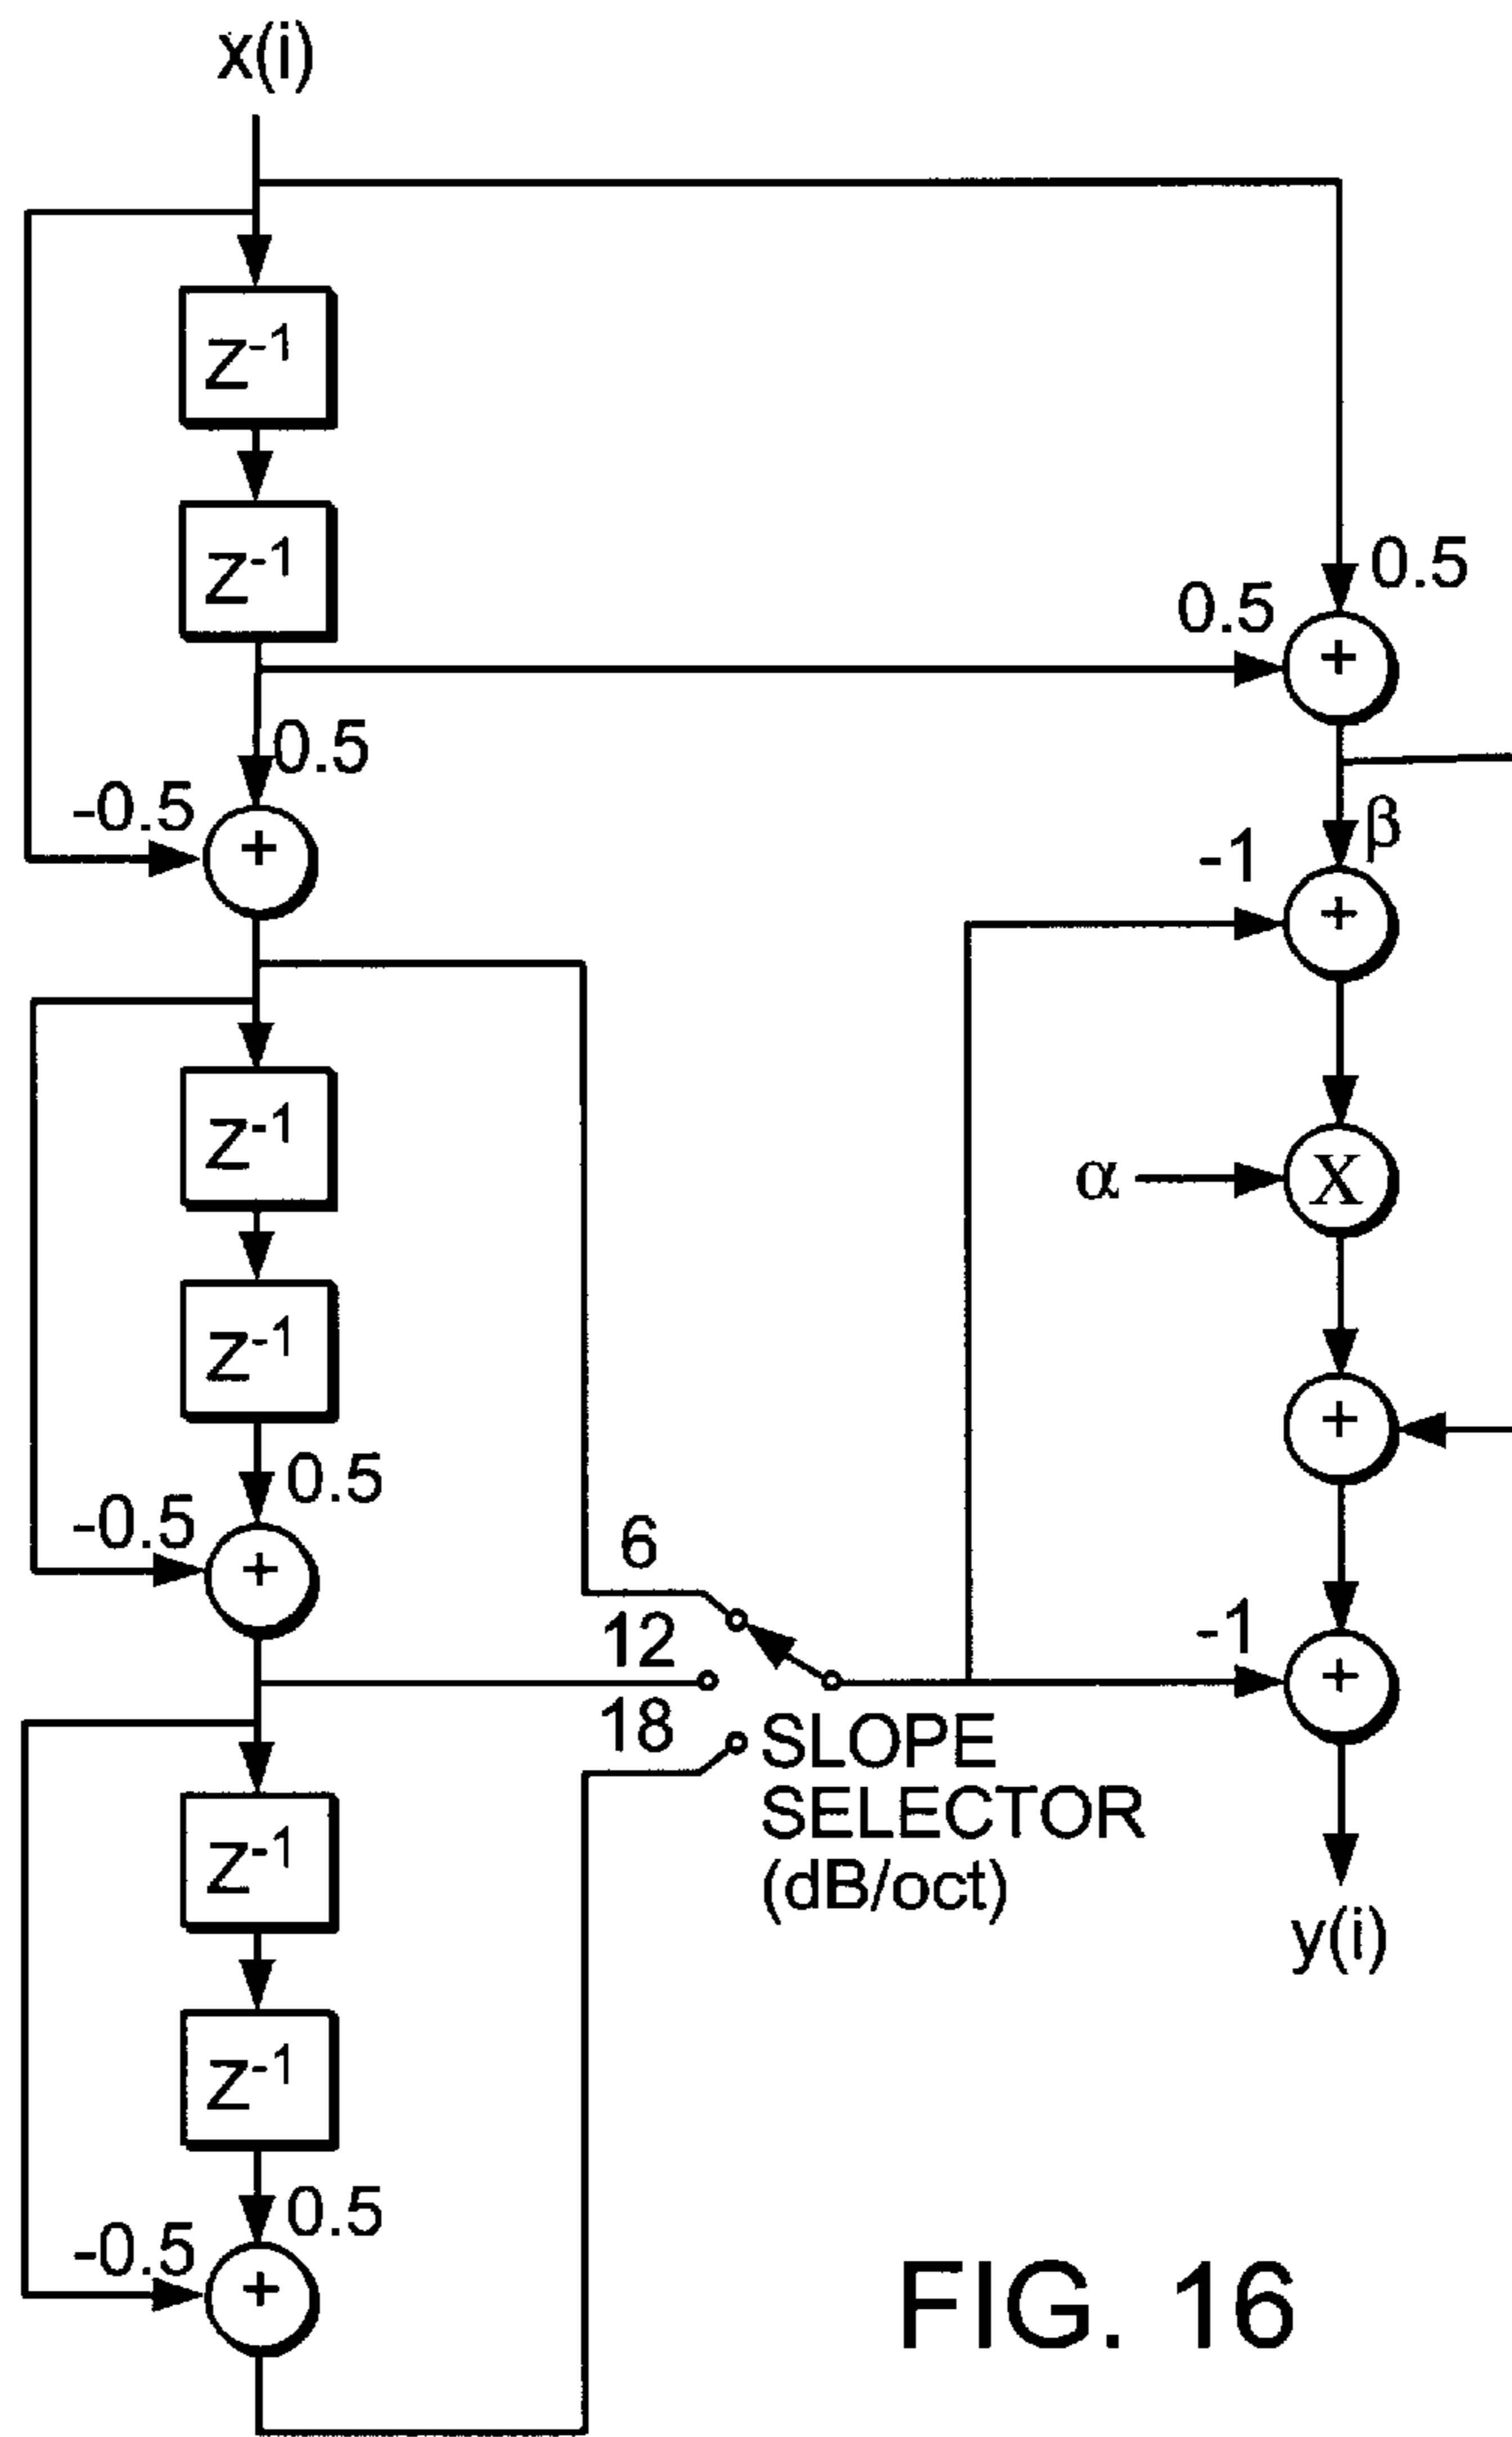 x(i)
Z-1
Z-1
0.5
0.5
+
0.5
-0.5
+
β
-1
+
Z-1
α
X
Z-1
+
0.5
-0.5
+
6
12
-1
+
18
SLOPE
SELECTOR
(dB/oct)
Z-1
y(i)
Z-1
0.5
-0.5
+
FIG. 16